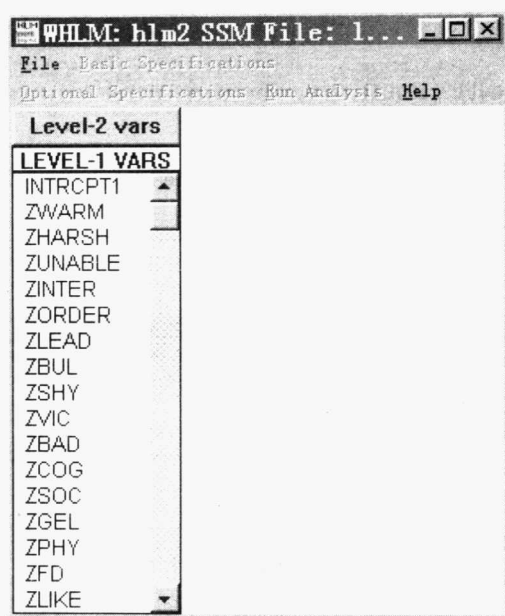 WHLM: hlm2 SSM File: l...
File Basic Specifications
Optional Specifications Run Analysis Help
Level-2 vars
LEVEL-1 VARS
INTRCPT1
ZWARM
ZHARSH
ZUNABLE
ZINTER
ZORDER
ZLEAD
ZBUL
ZSHY
ZVIC
ZBAD
ZCOG
ZSOC
ZGEL
ZPHY
ZFD
ZLIKE